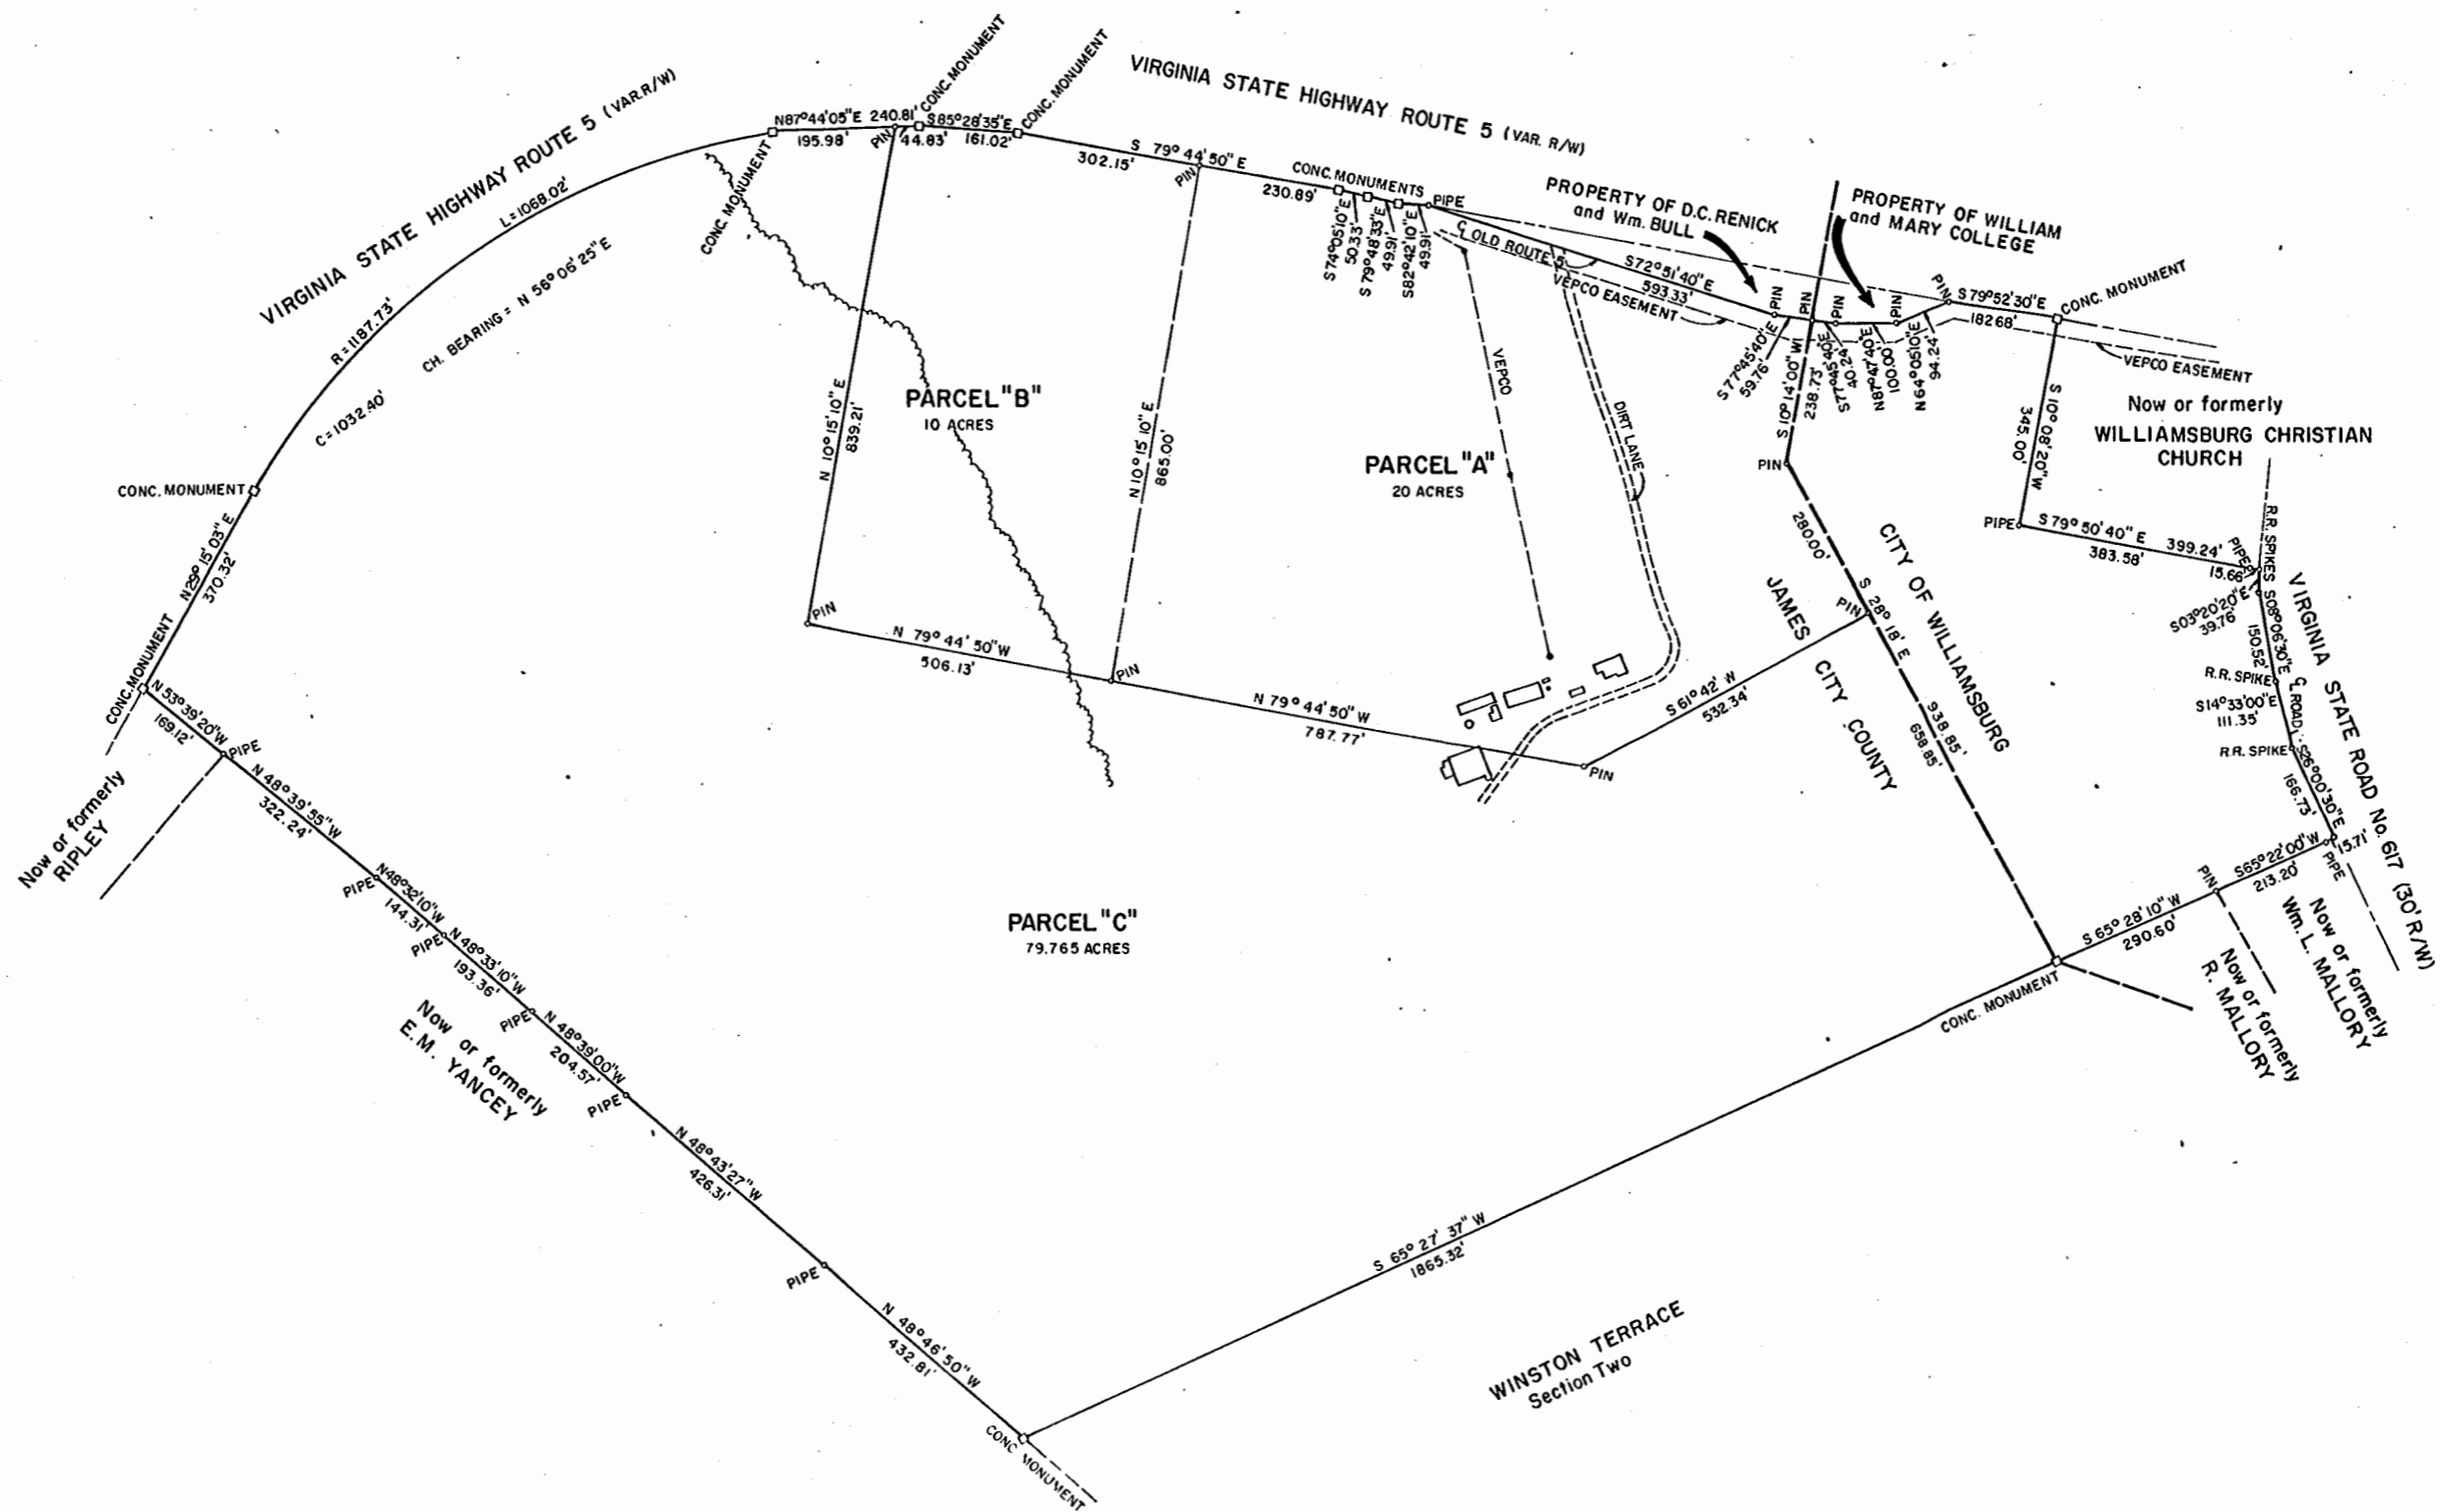 VIRGINIA STATE HIGHWAY ROUTE 5 (VAR.R/W)
L=1068.02'
R=1187.73'
CH. BEARING = N 56°06'25"E
C=1032.40'
CONC. MONUMENT
N87°44'05"E 240.81'
195.98'
PIN
44.83'
CONC. MONUMENT
S85°28'35"E
161.02'
CONC. MONUMENT
VIRGINIA STATE HIGHWAY ROUTE 5 (VAR. R/W)
S 79°44'50"E
302.15'
PIN
230.89'
CONC. MONUMENTS
PIPE
S74°05'10"E
50.33'
S79°48'33"E
49.91'
S82°42'10"E
49.91'
℄ OLD ROUTE 5
VEPCO EASEMENT
S72°51'40"E
593.33'
PROPERTY OF D.C. RENICK
and Wm. BULL
PROPERTY OF WILLIAM
and MARY COLLEGE
PIN
PIN
PIN
PIN
PIN
S77°45'40"E
59.76'
S 10°14'00"W
238.73'
S77°45'40"E
40.24'
N87°47'40"E
100.00'
N64°05'10"E
94.24'
S79°52'30"E
182.68'
CONC. MONUMENT
VEPCO EASEMENT
S 10°08'20"W
345.00'
Now or formerly
WILLIAMSBURG CHRISTIAN
CHURCH
PIPE
S79°50'40"E 399.24'
383.58'
15.66'
PIPE
R.R. SPIKES
S03°20'20"E
39.76'
S08°06'30"E
150.52'
R.R. SPIKE
S14°33'00"E
111.35'
℄ ROAD
R.R. SPIKE
S26°00'30"E
166.73'
VIRGINIA STATE ROAD No. 617 (30' R/W)
S65°22'00"W
213.20'
15.71'
PIPE
PIN
Now or formerly
Wm. L. MALLORY
S 65°28'10"W
290.60'
Now or formerly
R. MALLORY
CONC. MONUMENT
PIN
280.00'
S 28°18'E
938.85'
658.85'
PIN
CITY OF WILLIAMSBURG
JAMES CITY COUNTY
S61°42'W
532.34'
PIN
PARCEL "B"
10 ACRES
N 10°15'10"E
839.21'
N 10°15'10"E
865.00'
PARCEL "A"
20 ACRES
VEPCO
DIRT LANE
PIN
N 79°44'50"W
506.13'
PIN
N 79°44'50"W
787.77'
PARCEL "C"
79.765 ACRES
CONC. MONUMENT
N29°15'03"E
370.32'
CONC. MONUMENT
N 53°39'20"W
169.12'
PIPE
Now or formerly
RIPLEY
N 48°39'55"W
322.24'
PIPE
N48°32'10"W
144.31'
PIPE
N 48°33'10"W
193.36'
PIPE
N 48°39'00"W
204.57'
PIPE
Now or formerly
E.M. YANCEY
N 48°43'27"W
426.31'
PIPE
N 48°46'50"W
432.81'
CONC. MONUMENT
S 65°27'37"W
1865.32'
WINSTON TERRACE
Section Two